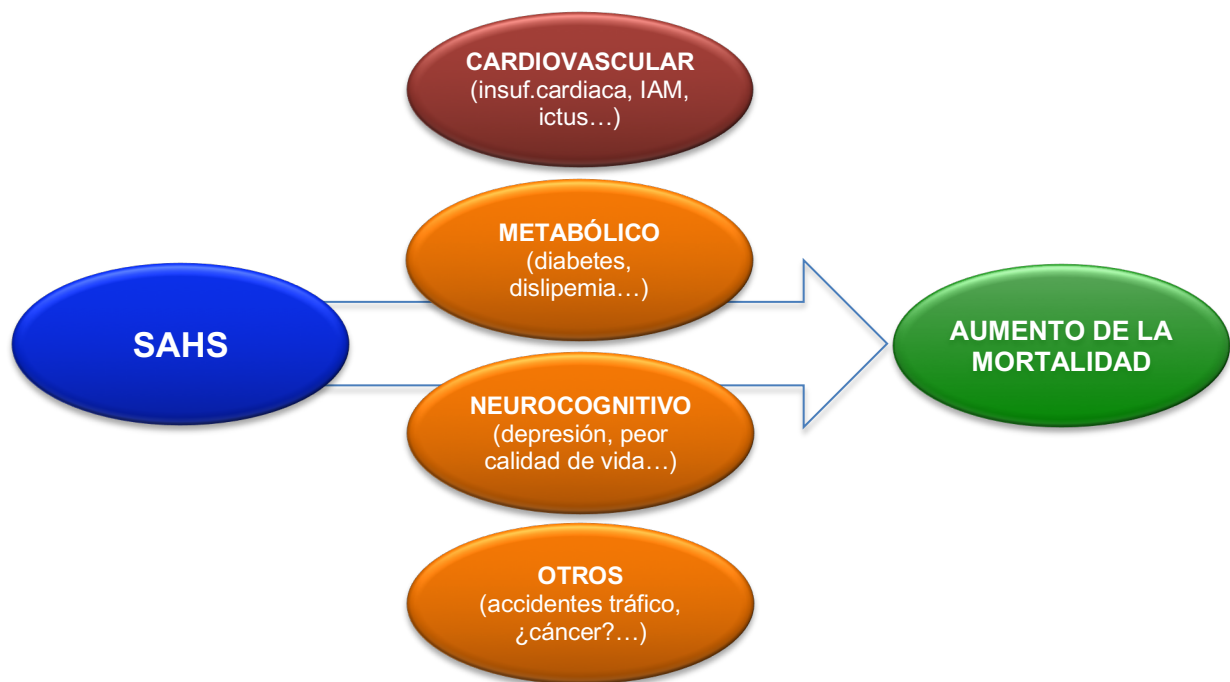 CARDIOVASCULAR
(insuf.cardiaca, IAM,
ictus…)
METABÓLICO
(diabetes,
dislipemia…)
SAHS
AUMENTO DE LA
MORTALIDAD
NEUROCOGNITIVO
(depresión, peor
calidad de vida…)
OTROS
(accidentes tráfico,
¿cáncer?…)